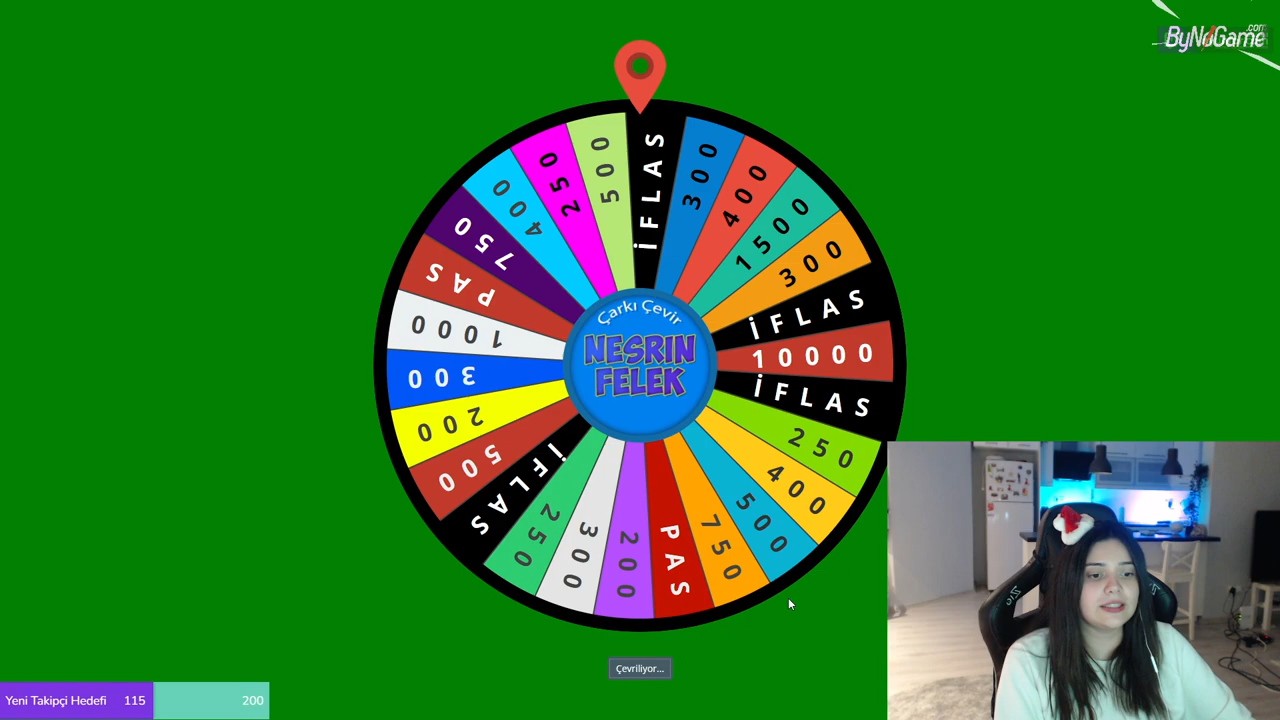 ByNoGame
.com
İFLAS
300
400
1500
300
İFLAS
10000
İFLAS
250
400
500
750
PAS
200
300
250
İFLAS
500
200
300
1000
PAS
750
400
250
500
Çarkı Çevir
NESRIN
FELEK
Çevriliyor...
Yeni Takipçi Hedefi 115 200